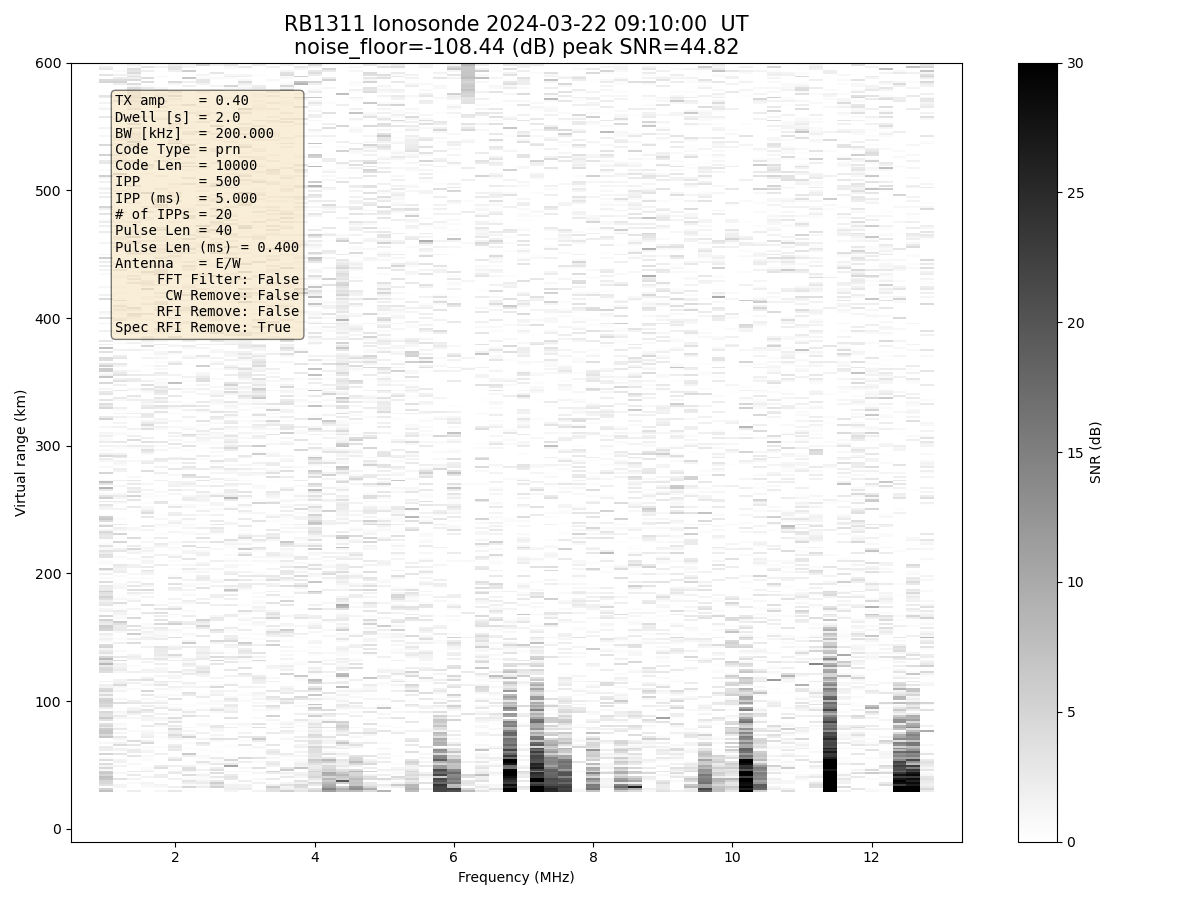 RB1311 Ionosonde 2024-03-22 09:10:00  UT
noise_floor=-108.44 (dB) peak SNR=44.82
600
500
400
300
200
100
0
Virtual range (km)
TX amp    = 0.40
Dwell [s] = 2.0
BW [kHz]  = 200.000
Code Type = prn
Code Len  = 10000
IPP       = 500
IPP (ms)  = 5.000
# of IPPs = 20
Pulse Len = 40
Pulse Len (ms) = 0.400
Antenna   = E/W
FFT Filter: False
CW Remove: False
RFI Remove: False
Spec RFI Remove: True
2 4 6 8 10 12
Frequency (MHz)
30
25
20
15
10
5
0
SNR (dB)